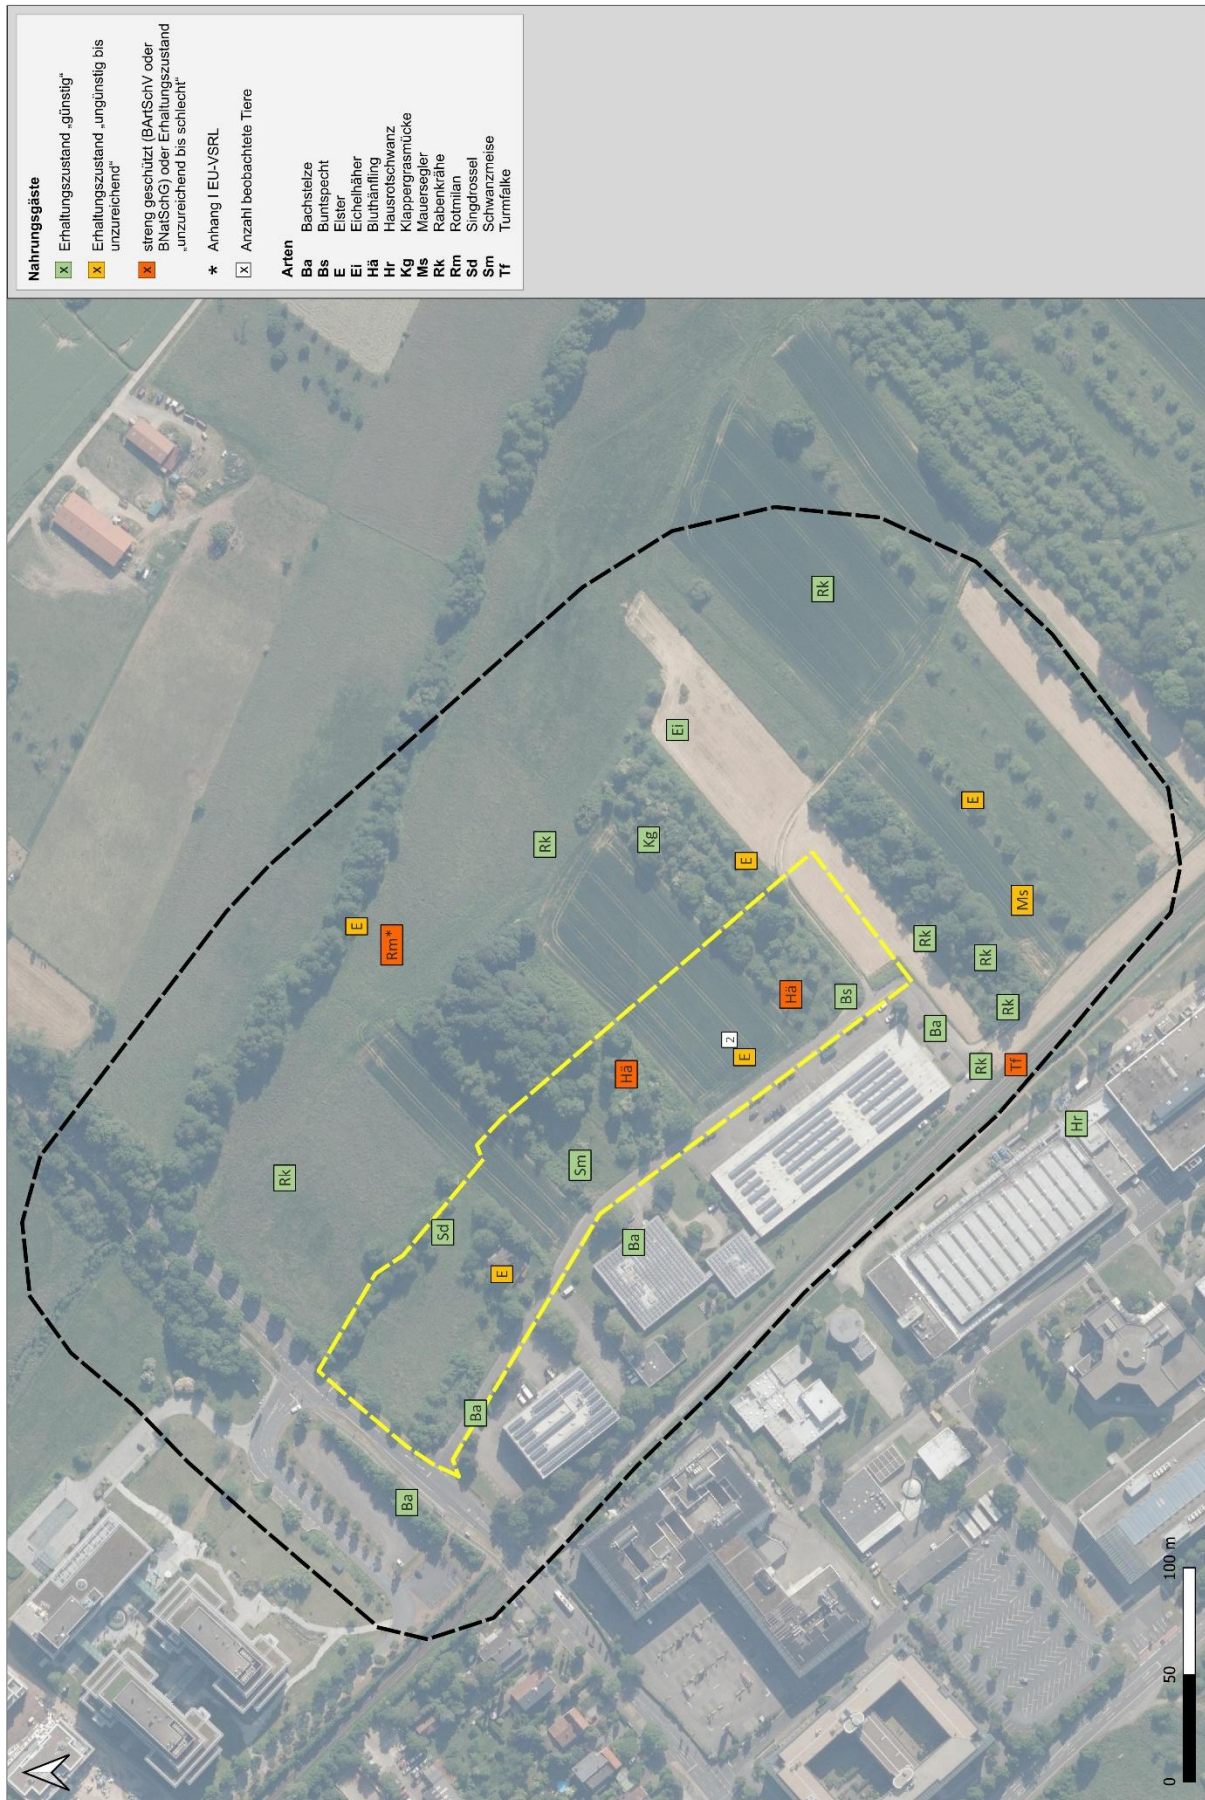 Nahrungsgäste
x Erhaltungszustand „günstig“
x Erhaltungszustand „ungünstig bis
unzureichend“
x streng geschützt (BArtSchV oder
BNatSchG) oder Erhaltungszustand
„unzureichend bis schlecht“
* Anhang I EU-VSRL
x Anzahl beobachtete Tiere
Arten
Ba Bachstelze
Bs Buntspecht
E Elster
Ei Eichelhäher
Hä Bluthänfling
Hr Hausrotschwanz
Kg Klappergrasmücke
Ms Mauersegler
Rk Rabenkrähe
Rm Rotmilan
Sd Singdrossel
Sm Schwanzmeise
Tf Turmfalke
Rk
E
Rm*
Ba
Sd
Ba
E
Rk
Sm
Hä
Ba
Kg
Ei
2
E
E
Hä
Rk
Bs
Rk
Ba
E
Rk
Rk
Rk
Ms
Tf
Hr
0 50 100 m